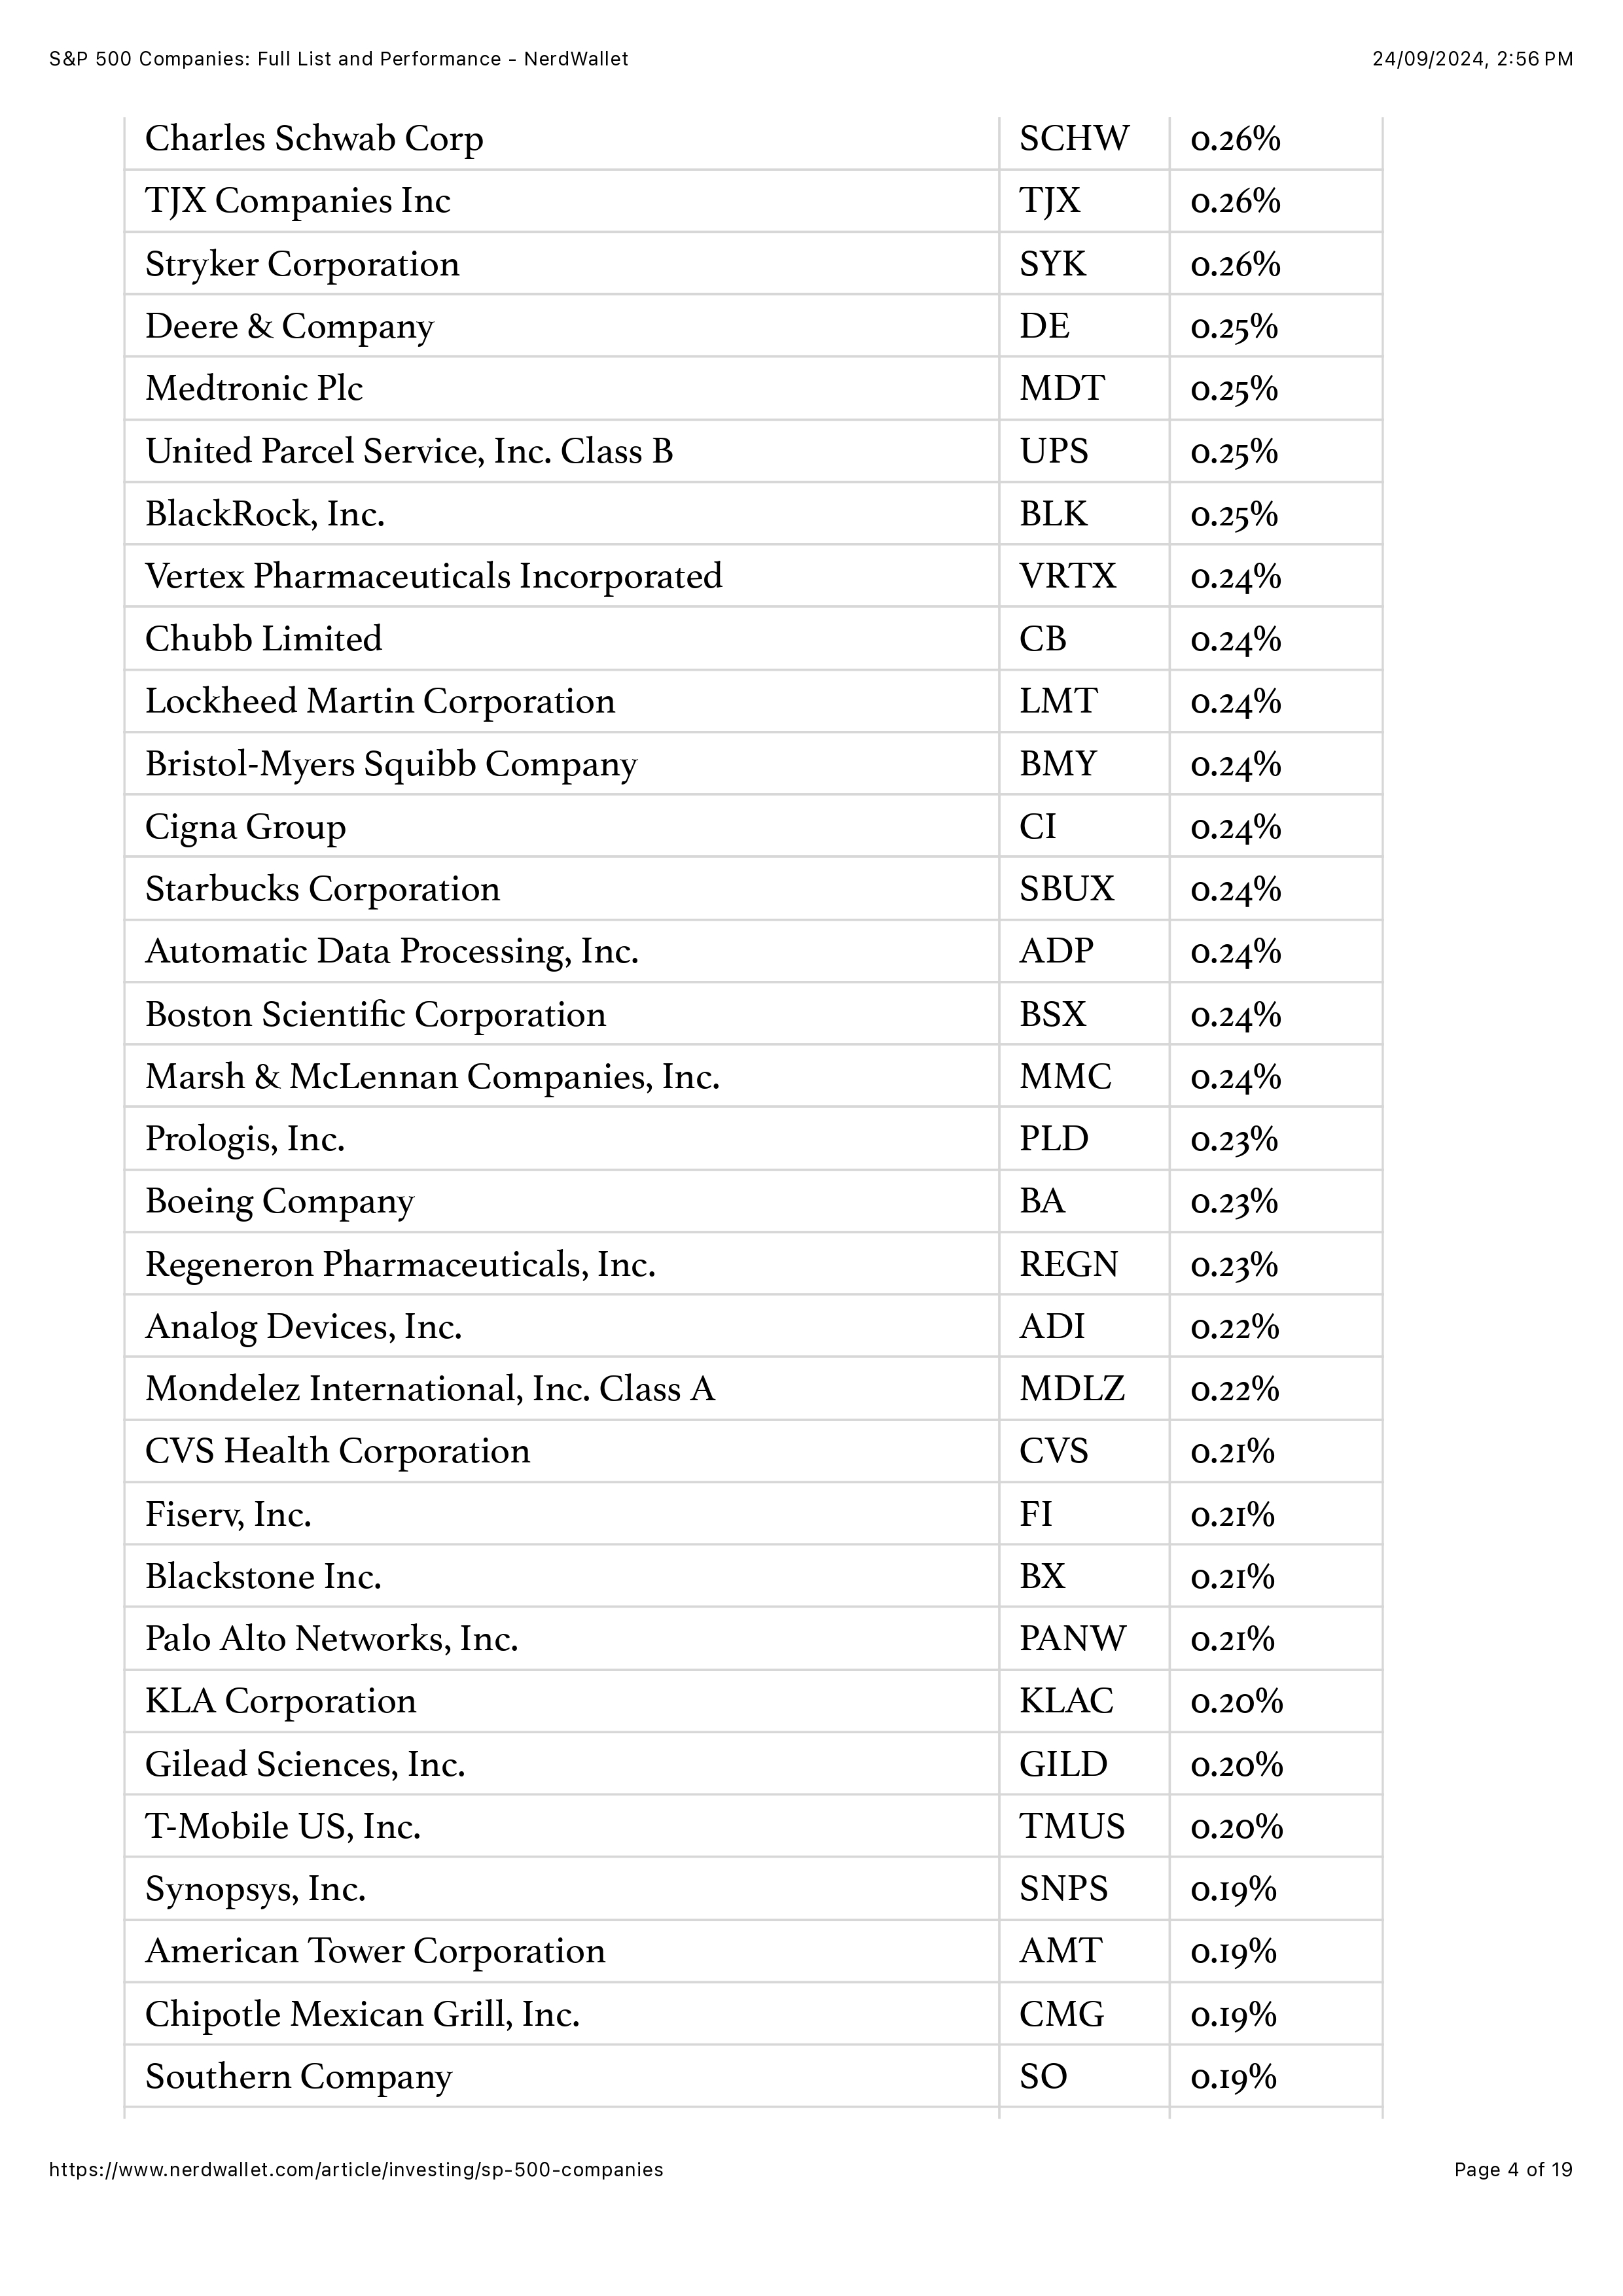 S&P 500 Companies: Full List and Performance - NerdWallet 24/09/2024, 2:56 PM
Charles Schwab Corp SCHW 0.26%
TJX Companies Inc TJX 0.26%
Stryker Corporation SYK 0.26%
Deere & Company DE 0.25%
Medtronic Plc MDT 0.25%
United Parcel Service, Inc. Class B UPS 0.25%
BlackRock, Inc. BLK 0.25%
Vertex Pharmaceuticals Incorporated VRTX 0.24%
Chubb Limited CB 0.24%
Lockheed Martin Corporation LMT 0.24%
Bristol-Myers Squibb Company BMY 0.24%
Cigna Group CI 0.24%
Starbucks Corporation SBUX 0.24%
Automatic Data Processing, Inc. ADP 0.24%
Boston Scientific Corporation BSX 0.24%
Marsh & McLennan Companies, Inc. MMC 0.24%
Prologis, Inc. PLD 0.23%
Boeing Company BA 0.23%
Regeneron Pharmaceuticals, Inc. REGN 0.23%
Analog Devices, Inc. ADI 0.22%
Mondelez International, Inc. Class A MDLZ 0.22%
CVS Health Corporation CVS 0.21%
Fiserv, Inc. FI 0.21%
Blackstone Inc. BX 0.21%
Palo Alto Networks, Inc. PANW 0.21%
KLA Corporation KLAC 0.20%
Gilead Sciences, Inc. GILD 0.20%
T-Mobile US, Inc. TMUS 0.20%
Synopsys, Inc. SNPS 0.19%
American Tower Corporation AMT 0.19%
Chipotle Mexican Grill, Inc. CMG 0.19%
Southern Company SO 0.19%
https://www.nerdwallet.com/article/investing/sp-500-companies Page 4 of 19